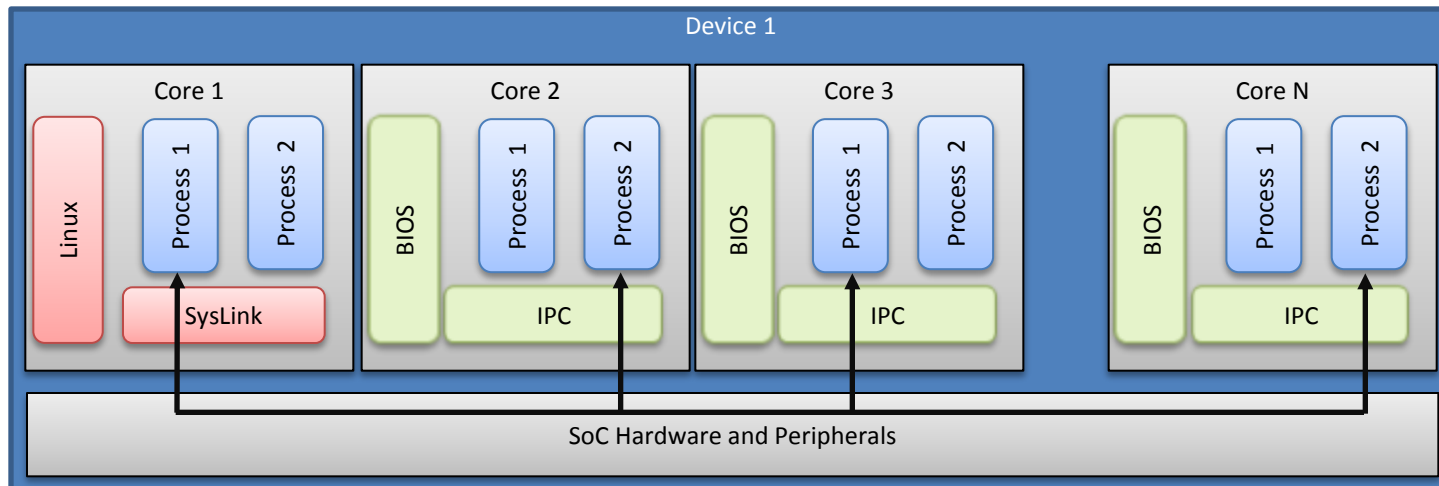 Device 1
Core 1
Linux
Process 1
Process 2
SysLink
Core 2
BIOS
Process 1
Process 2
IPC
Core 3
BIOS
Process 1
Process 2
IPC
Core N
BIOS
Process 1
Process 2
IPC
SoC Hardware and Peripherals